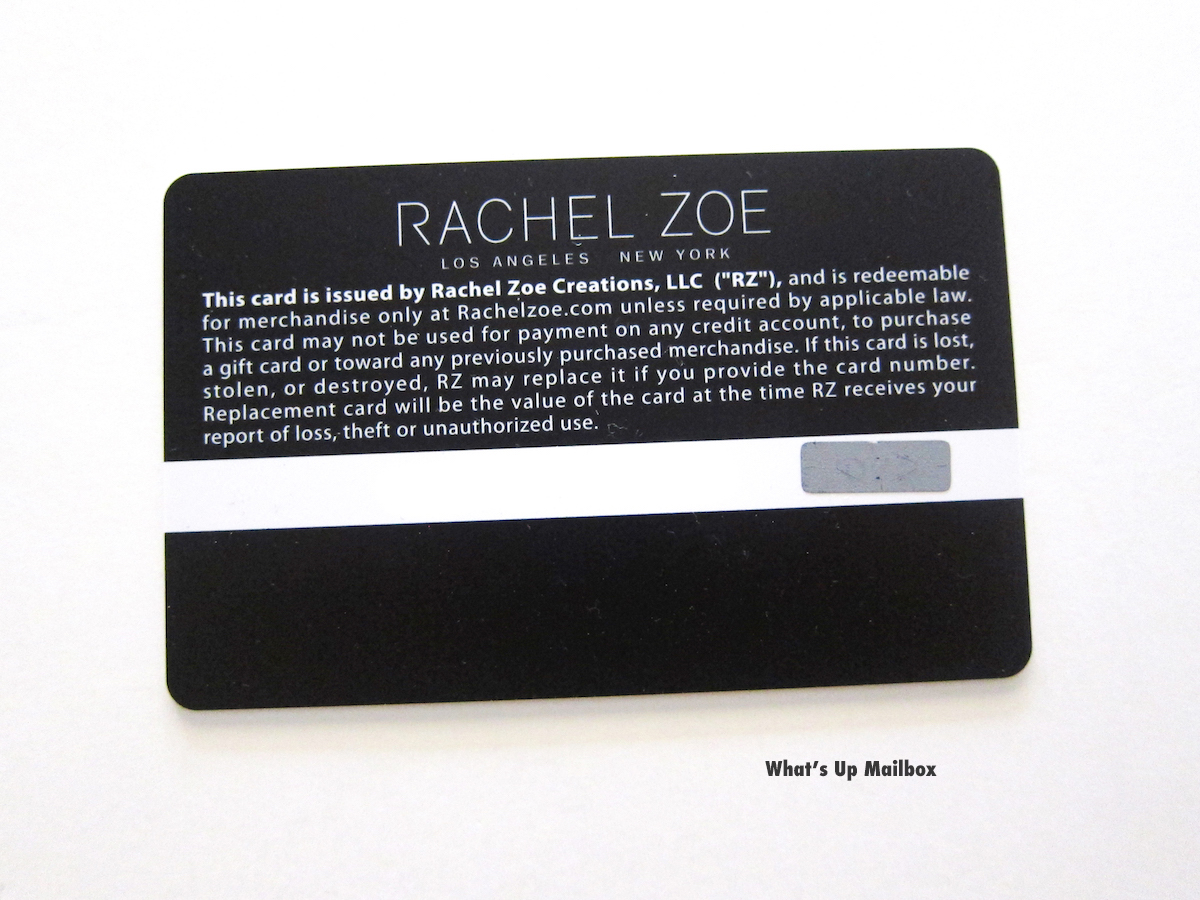 RACHEL ZOE
LOS ANGELES NEW YORK
This card is issued by Rachel Zoe Creations, LLC ("RZ"), and is redeemable
for merchandise only at Rachelzoe.com unless required by applicable law.
This card may not be used for payment on any credit account, to purchase
a gift card or toward any previously purchased merchandise. If this card is lost,
stolen, or destroyed, RZ may replace it if you provide the card number.
Replacement card will be the value of the card at the time RZ receives your
report of loss, theft or unauthorized use.
What's Up Mailbox